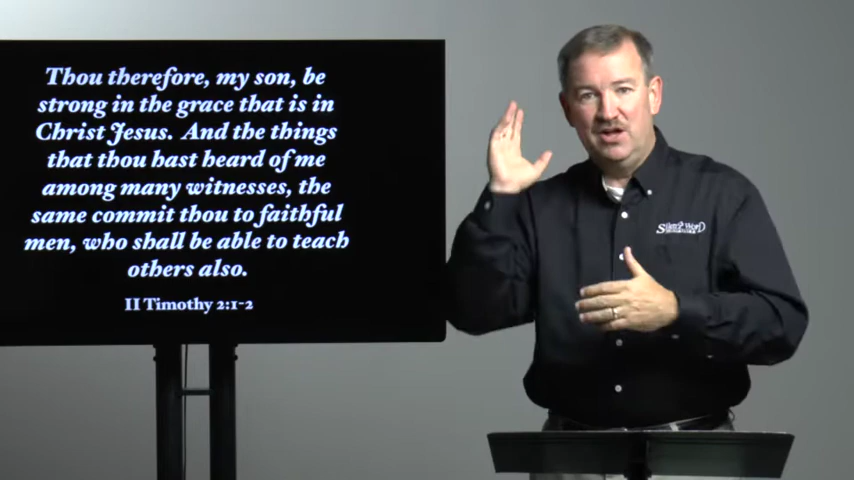 Thou therefore, my son, be
strong in the grace that is in
Christ Jesus. And the things
that thou hast heard of me
among many witnesses, the
same commit thou to faithful
men, who shall be able to teach
others also.
II Timothy 2:1-2
Silent Word